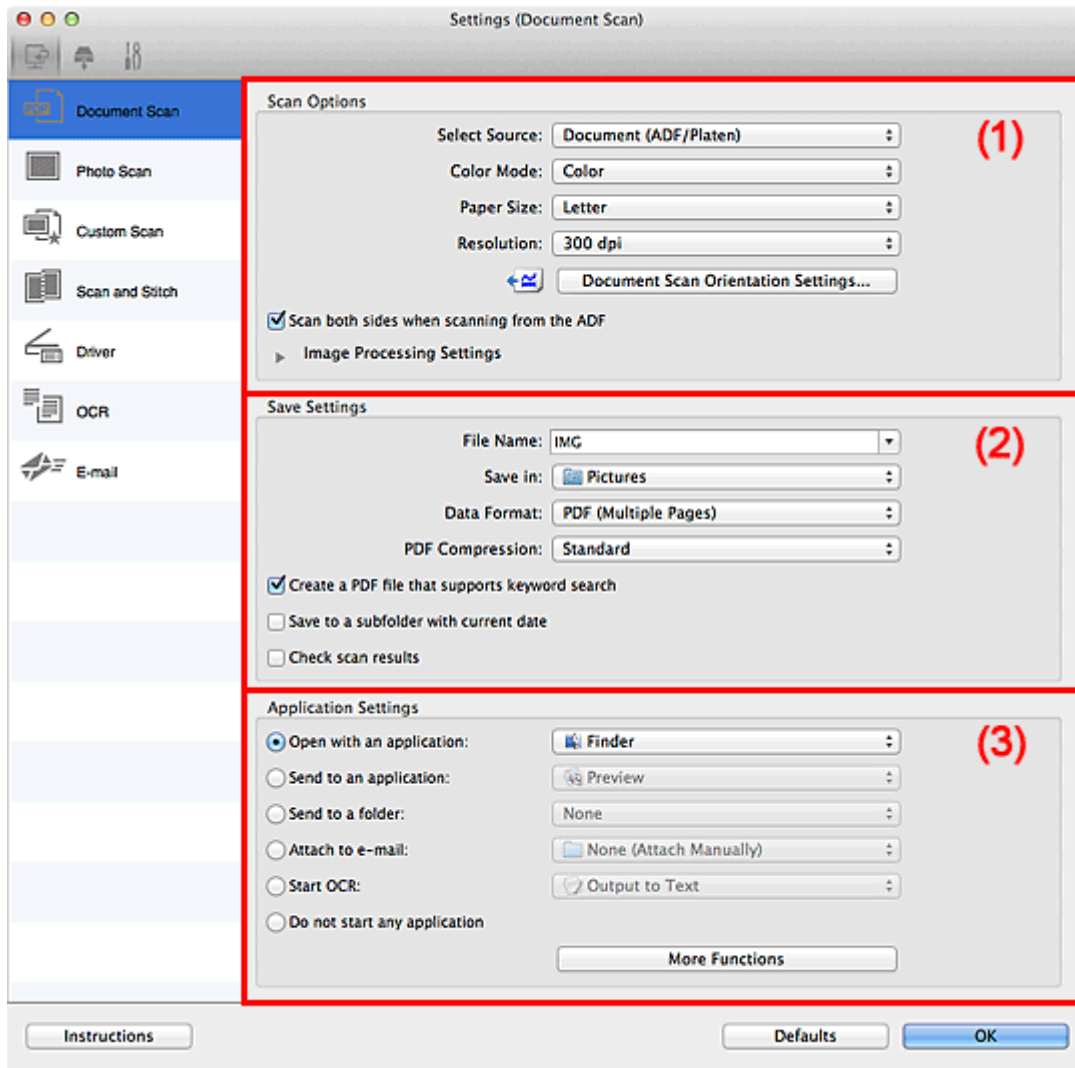 Settings (Document Scan)
Document Scan
Photo Scan
Custom Scan
Scan and Stitch
Driver
OCR
E-mail
Scan Options
(1)
Select Source: Document (ADF/Platen)
Color Mode: Color
Paper Size: Letter
Resolution: 300 dpi
Document Scan Orientation Settings...
Scan both sides when scanning from the ADF
Image Processing Settings
Save Settings
(2)
File Name: IMG
Save in: Pictures
Data Format: PDF (Multiple Pages)
PDF Compression: Standard
Create a PDF file that supports keyword search
Save to a subfolder with current date
Check scan results
Application Settings
(3)
Open with an application: Finder
Send to an application: Preview
Send to a folder: None
Attach to e-mail: None (Attach Manually)
Start OCR: Output to Text
Do not start any application
More Functions
Instructions Defaults OK